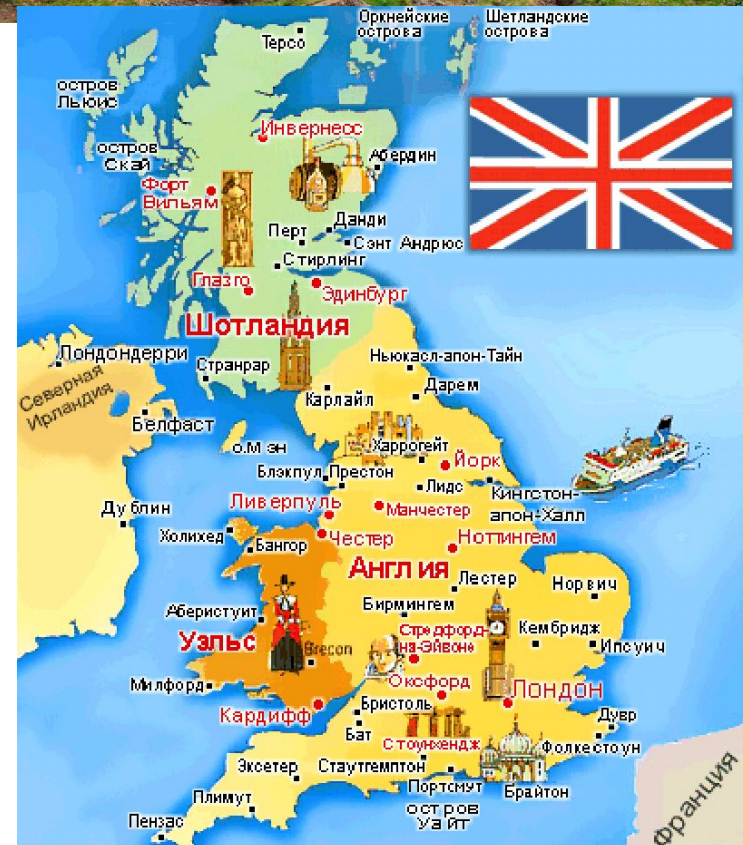 Оркнейские
острова
Шетландские
острова
Терсо
остров
Льюис
Инвернесс
остров
Скай
Абердин
Форт
Вильям
Данди
Перт
Сэнт Андрюс
Стирлинг
Глазго
Эдинбург
Шотландия
Лондондерри
Странрар
Ньюкасл-апон-Тайн
Северная
Ирландия
Дарем
Карлайл
Белфаст
о.Мэн
Харрогейт
Йорк
Блэкпул
Престон
Лидс
Кингстон-
апон-Халл
Ливерпуль
Манчестер
Дублин
Холихед
Честер
Ноттингем
Бангор
Англия
Лестер
Норвич
Аберистуит
Бирмингем
Уэльс
Стредфорд-
на-Эйвоне
Кембридж
Ипсуич
Brecon
Милфорд
Оксфорд
Лондон
Кардифф
Бристоль
Дувр
Бат
Стоунхендж
Фолкестоун
Эксетер
Стаутгемптон
Портсмут
Брайтон
Плимут
остров
Уайт
Пензас
Франция